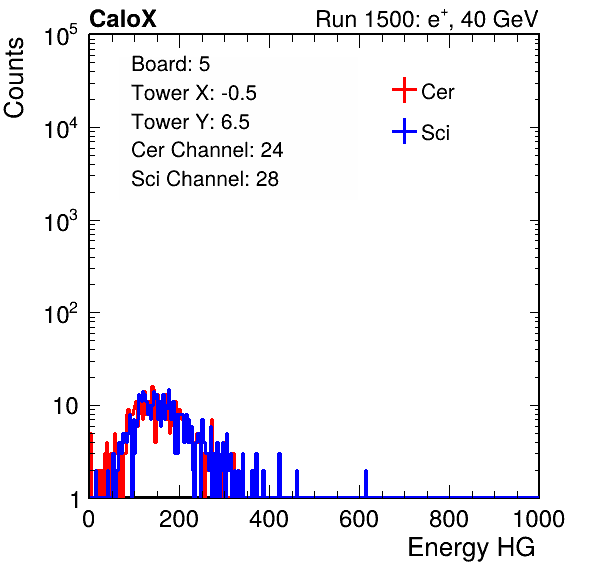 CaloX Run 1500: e⁺, 40 GeV
Counts
10⁵
10⁴
10³
10²
10
1
Board: 5
Tower X: -0.5
Tower Y: 6.5
Cer Channel: 24
Sci Channel: 28
Cer
Sci
0 200 400 600 800 1000
Energy HG